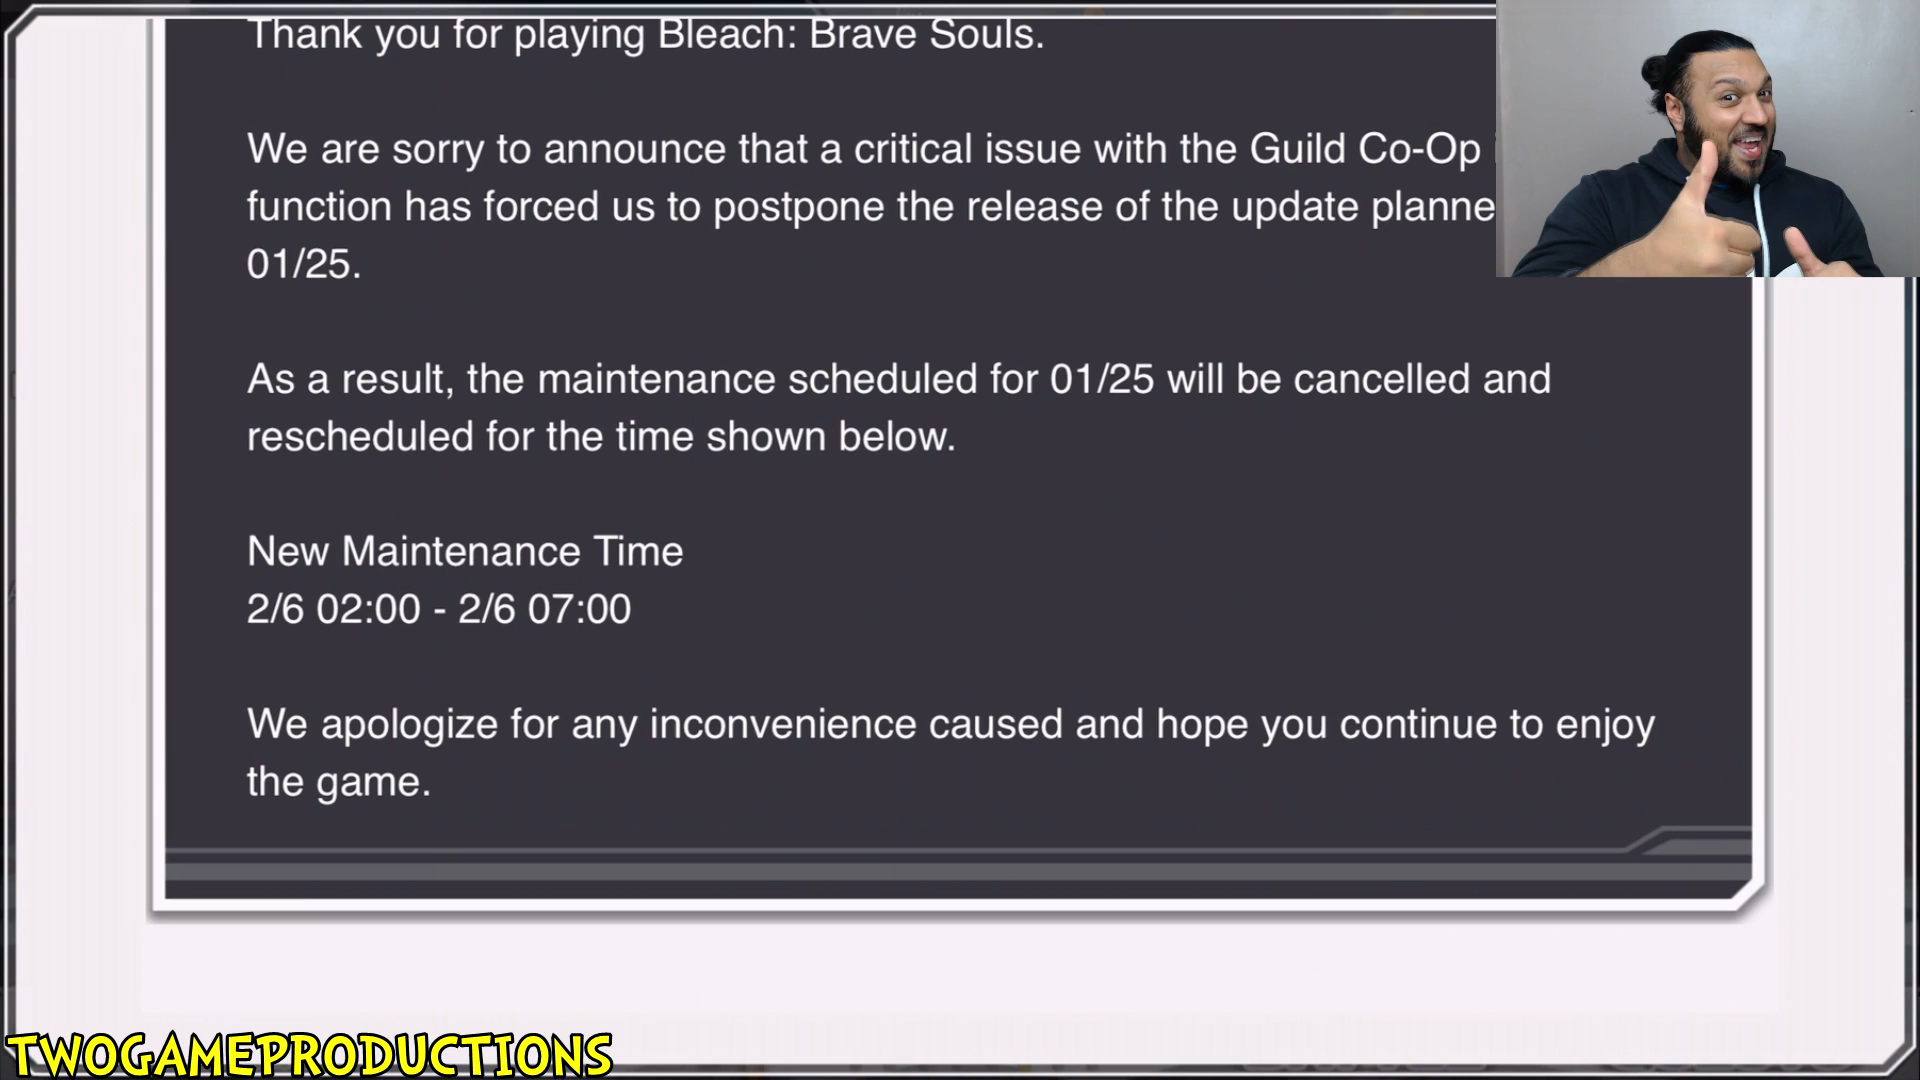 Thank you for playing Bleach: Brave Souls.
We are sorry to announce that a critical issue with the Guild Co-Op
function has forced us to postpone the release of the update
01/25.
As a result, the maintenance scheduled for 01/25 will be cancelled and
rescheduled for the time shown below.
New Maintenance Time
2/6 02:00 - 2/6 07:00
We apologize for any inconvenience caused and hope you continue to enjoy
the game.
TWOGAMEPRODUCTIONS